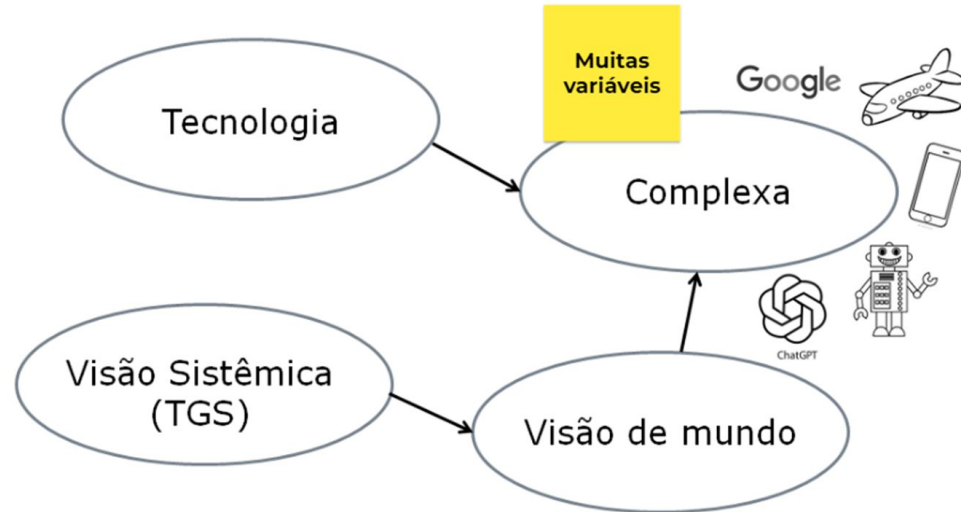 Muitas
variáveis
Google
Tecnologia
Complexa
ChatGPT
Visão Sistêmica
(TGS)
Visão de mundo